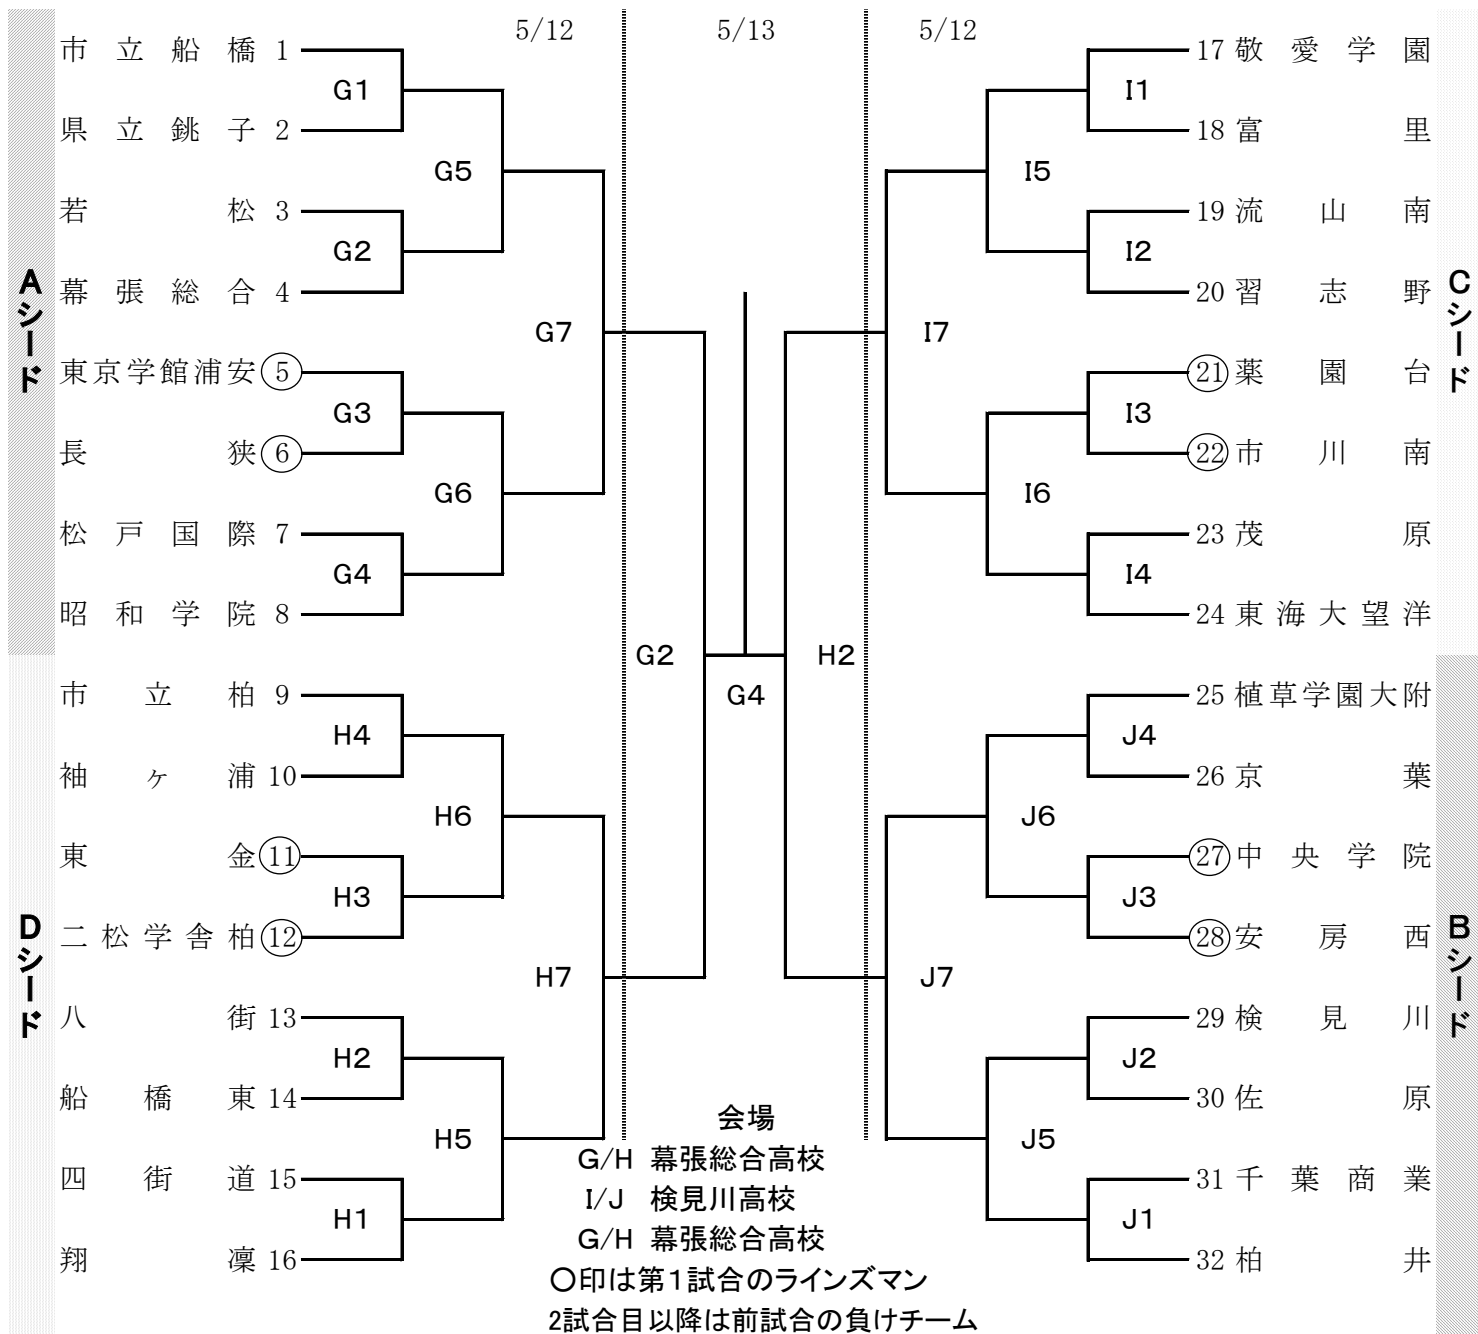 5/12
5/13
5/12
Aシード
市立船橋 1
G1
県立銚子 2
G5
若松 3
G2
幕張総合 4
G7
東京学館浦安 5
G3
長狭 6
G6
松戸国際 7
G4
昭和学院 8
G2
Dシード
市立柏 9
H4
袖ヶ浦 10
H6
東金 11
H3
二松学舎柏 12
H7
八街 13
H2
船橋東 14
H5
四街道 15
H1
翔凜 16
G4
Cシード
17 敬愛学園
I1
18 富里
I5
19 流山南
I2
20 習志野
I7
21 薬園台
I3
22 市川南
I6
23 茂原
I4
24 東海大望洋
H2
Bシード
25 植草学園大附
J4
26 京葉
J6
27 中央学院
J3
28 安房西
J7
29 検見川
J2
30 佐原
J5
31 千葉商業
J1
32 柏井
会場
G/H 幕張総合高校
I/J 検見川高校
G/H 幕張総合高校
○印は第1試合のラインズマン
2試合目以降は前試合の負けチーム